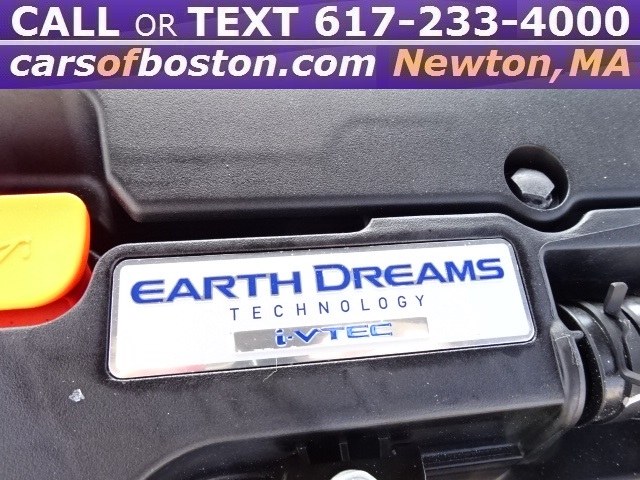 CALL OR TEXT 617-233-4000
carsofboston.com Newton,MA
EARTH DREAMS
TECHNOLOGY
i-VTEC